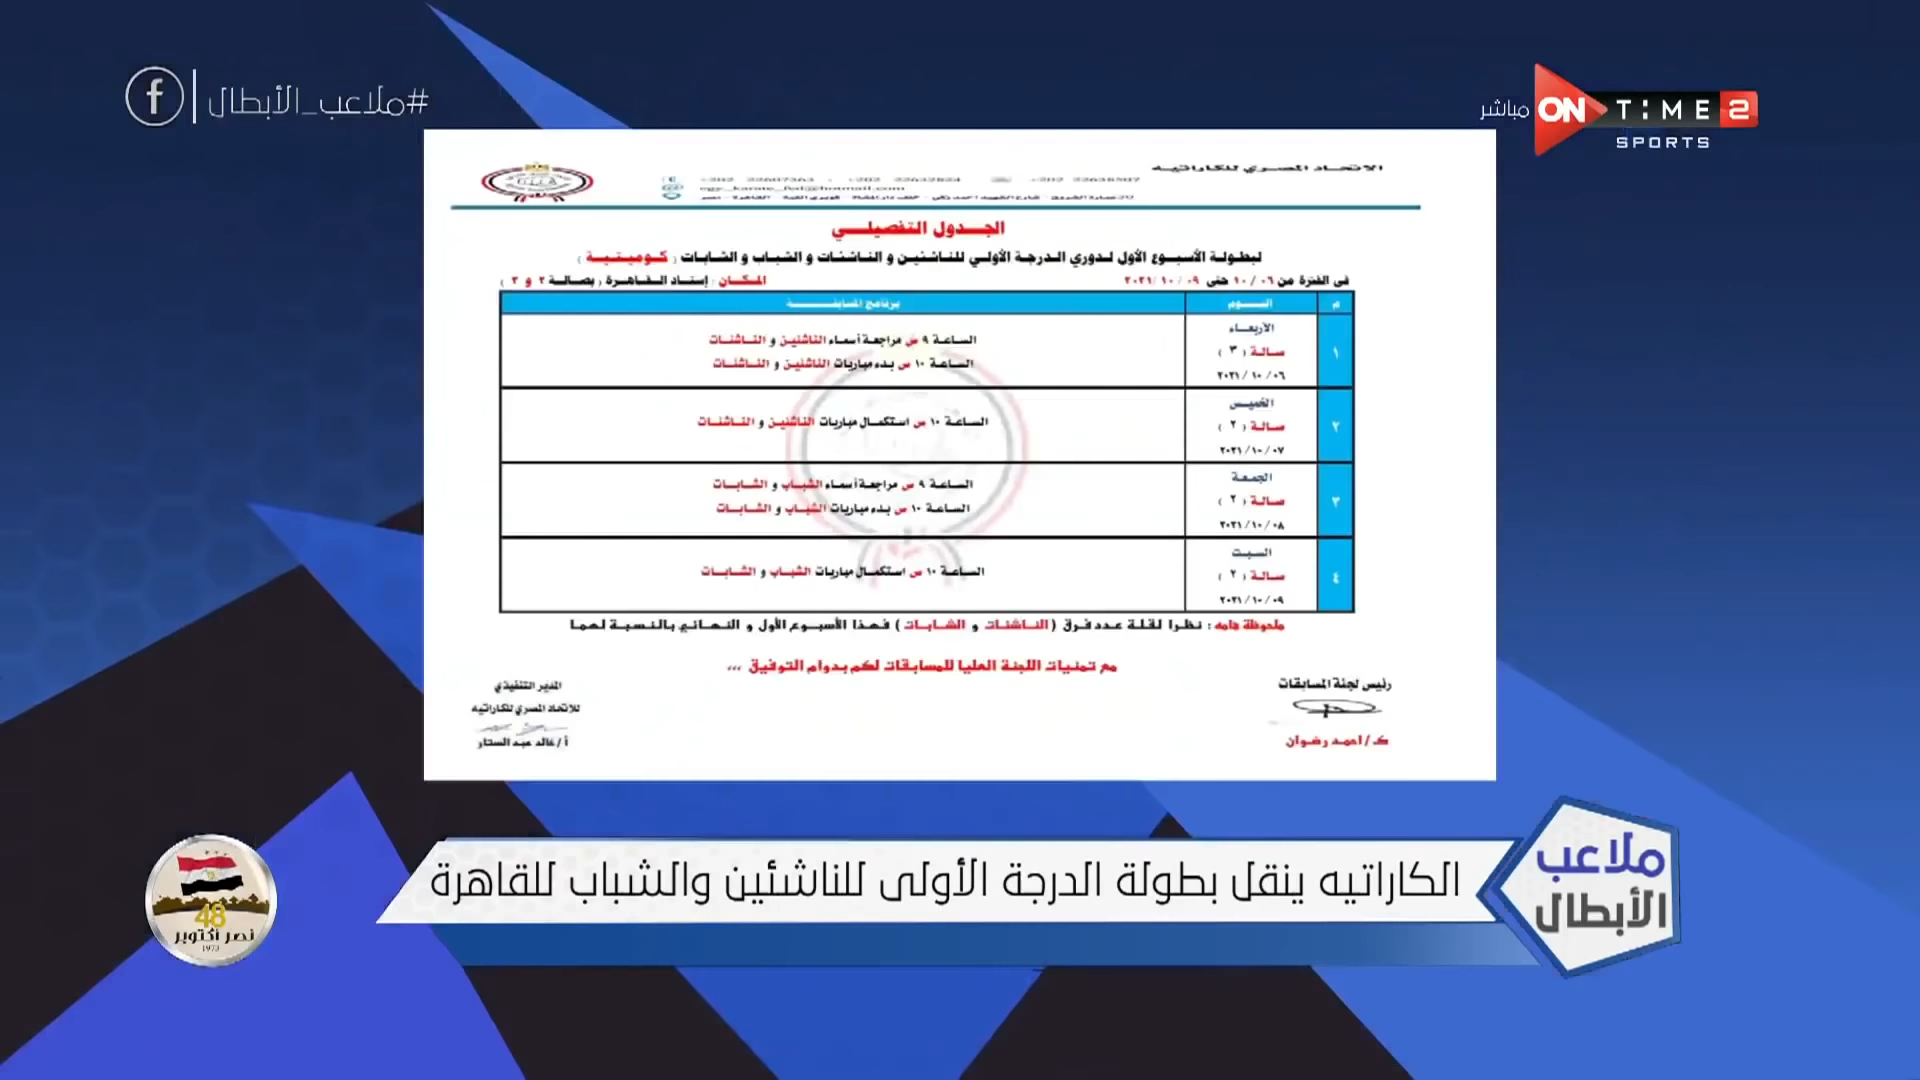 #ملاعب_الأبطال
مباشر ON TIME 2
SPORTS
الاتحاد المصري للكاراتيه
الجدول التفصيلي
لبطولة الأسبوع الأول لدوري الدرجة الأولي للناشئين و الناشئات و الشباب و الشابات ( كوميتية )
فى الفترة من ٠٦ / ١٠ حتى ٠٩ / ١٠ /٢٠٢١
المكان : إستاد القاهرة ( بصالة ٢ و ٣ )
م اليوم برنامج المسابقة
١
الأربعاء
صالة ( ٣ )
٠٦ / ١٠ /٢٠٢١
الساعة ٩ ص مراجعة أسماء الناشئين و الناشئات
الساعة ١٠ ص بدء مباريات الناشئين و الناشئات
٢
الخميس
صالة ( ٢ )
٠٧ / ١٠ /٢٠٢١
الساعة ١٠ ص استكمال مباريات الناشئين و الناشئات
٣
الجمعة
صالة ( ٢ )
٠٨ / ١٠ /٢٠٢١
الساعة ٩ ص مراجعة أسماء الشباب و الشابات
الساعة ١٠ ص بدء مباريات الشباب و الشابات
٤
السبت
صالة ( ٢ )
٠٩ / ١٠ /٢٠٢١
الساعة ١٠ ص استكمال مباريات الشباب و الشابات
ملحوظة هامه : نظرا لقلة عدد فرق ( الناشئات و الشابات ) فهذا الأسبوع الأول و النهائي بالنسبة لهما
مع تمنيات اللجنة العليا للمسابقات لكم بدوام التوفيق ،،،
رئيس لجنة المسابقات
ك / احمد رضوان
المدير التنفيذي
للاتحاد المصري للكاراتيه
أ / خالد عبد الستار
ملاعب
الأبطال
الكاراتيه ينقل بطولة الدرجة الأولى للناشئين والشباب للقاهرة
48
نصر أكتوبر
1973